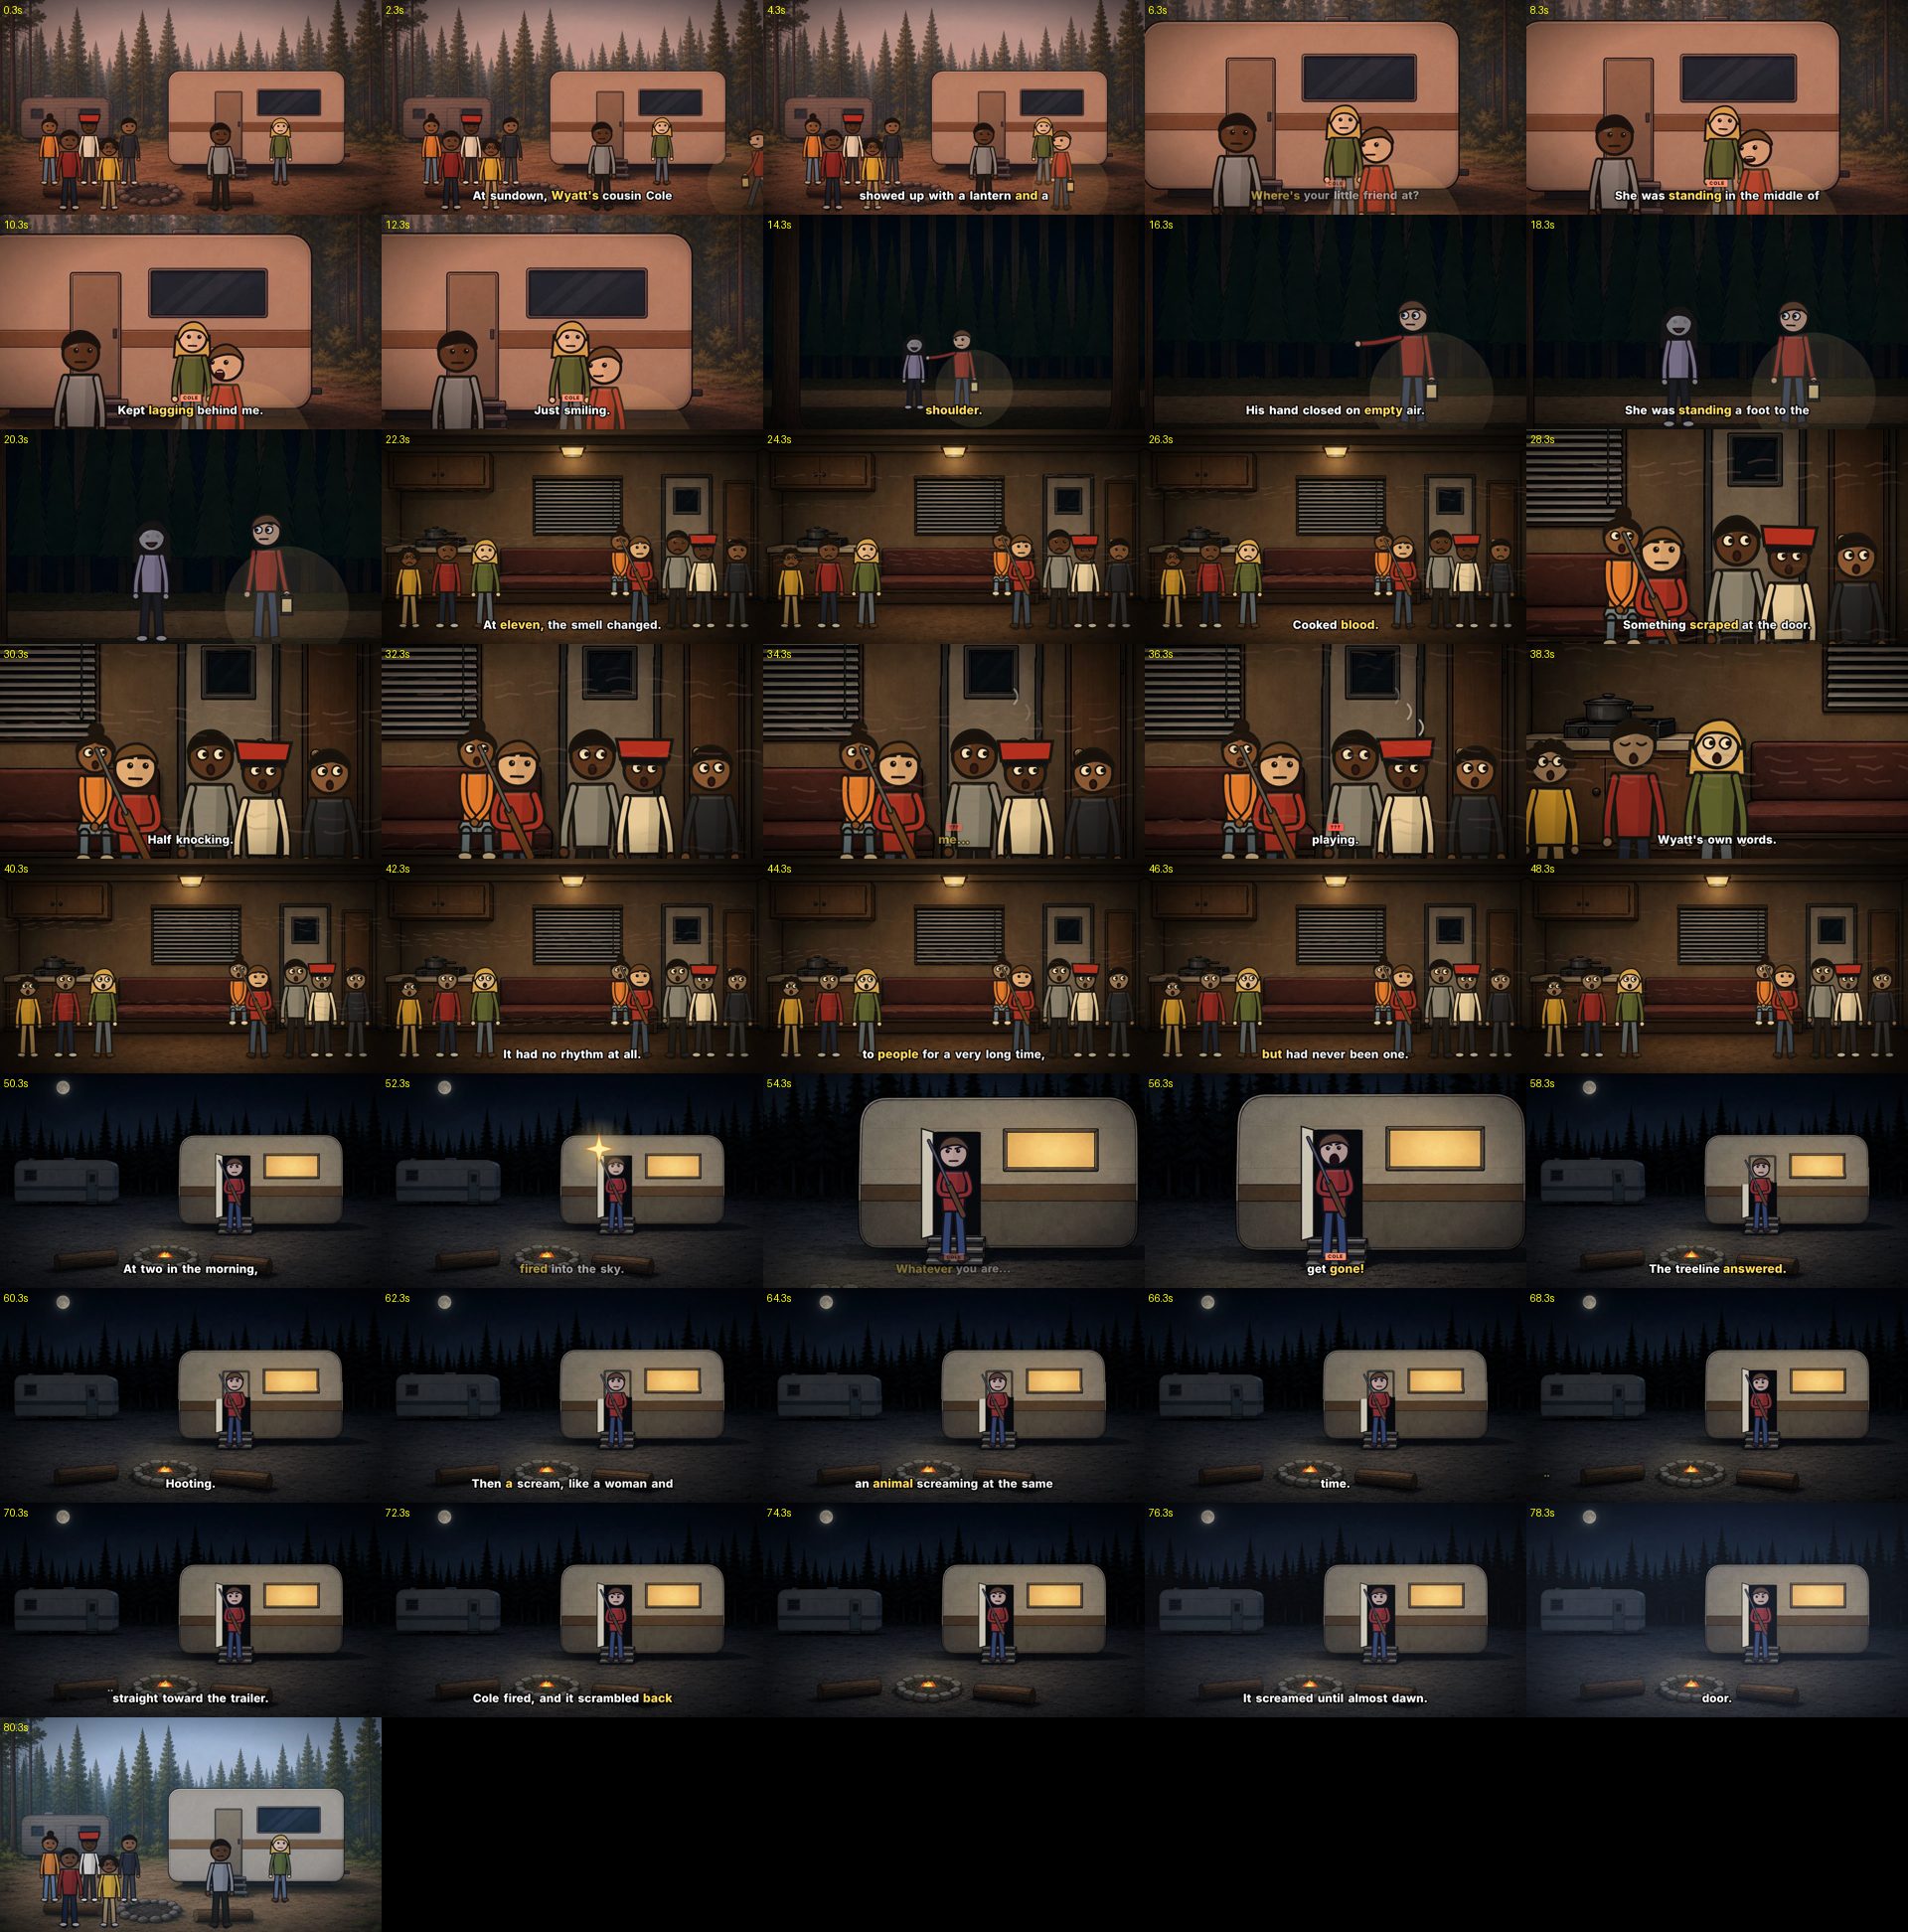 0.3s
2.3s
At sundown, Wyatt's cousin Cole
4.3s
showed up with a lantern and a
6.3s
COLE
Where's your little friend at?
8.3s
COLE
She was standing in the middle of
10.3s
COLE
Kept lagging behind me.
12.3s
COLE
Just smiling.
14.3s
shoulder.
16.3s
His hand closed on empty air.
18.3s
She was standing a foot to the
20.3s
22.3s
At eleven, the smell changed.
24.3s
26.3s
Cooked blood.
28.3s
Something scraped at the door.
30.3s
Half knocking.
32.3s
34.3s
???
me...
36.3s
???
playing.
38.3s
Wyatt's own words.
40.3s
42.3s
It had no rhythm at all.
44.3s
to people for a very long time,
46.3s
but had never been one.
48.3s
50.3s
At two in the morning,
52.3s
fired into the sky.
54.3s
COLE
Whatever you are...
56.3s
COLE
get gone!
58.3s
The treeline answered.
60.3s
Hooting.
62.3s
Then a scream, like a woman and
64.3s
an animal screaming at the same
66.3s
time.
68.3s
70.3s
straight toward the trailer.
72.3s
Cole fired, and it scrambled back
74.3s
76.3s
It screamed until almost dawn.
78.3s
door.
80.3s